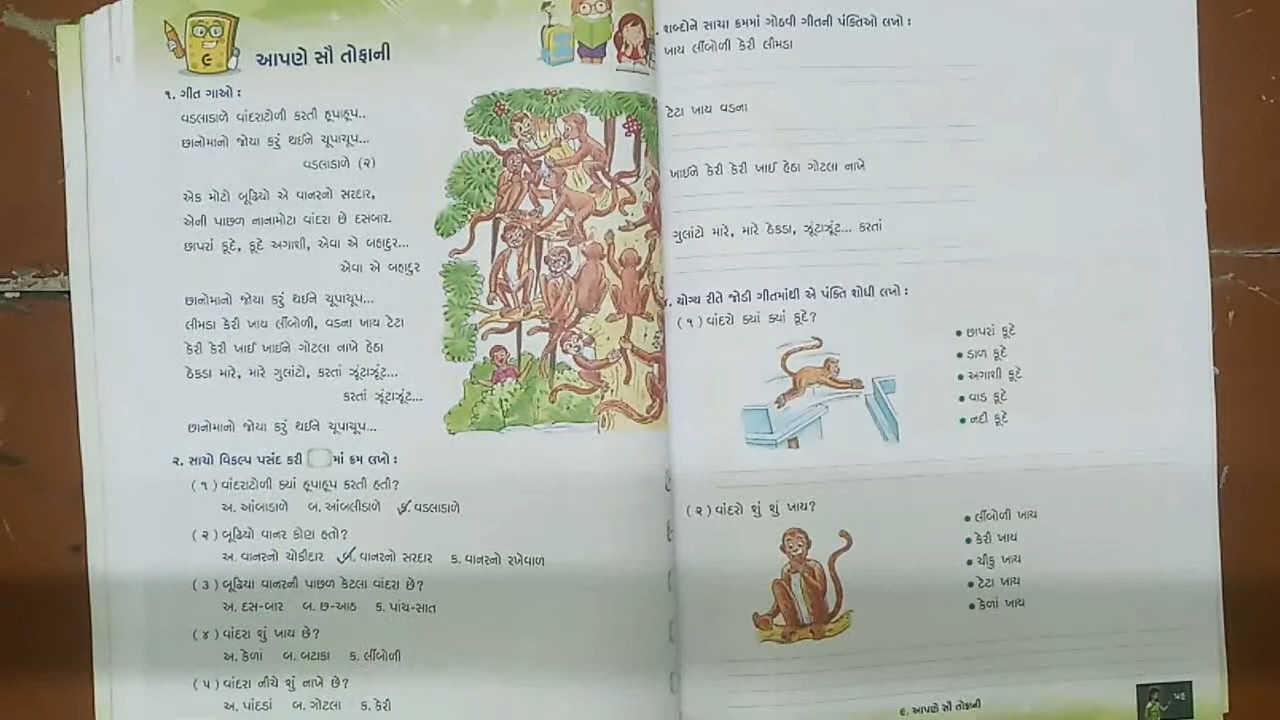 ૯
આપણે સૌ તોફાની
૧. ગીત ગાઓ :
વડલાડાળે વાંદરાટોળી કરતી હૂપાહૂપ..
છાનોમાનો જોયા કરું થઈને ચૂપાચૂપ...
વડલાડાળે (૨)
એક મોટો બૂઢિયો એ વાનરનો સરદાર,
એની પાછળ નાનામોટા વાંદરા છે દસબાર.
છાપરાં કૂદે, કૂદે અગાશી, એવા એ બહાદુર...
એવા એ બહાદુર
છાનોમાનો જોયા કરું થઈને ચૂપાચૂપ...
લીમડા કેરી ખાય લીંબોળી, વડના ખાય ટેટા
કેરી કેરી ખાઈ ખાઈને ગોટલા નાખે હેઠા
ઠેકડા મારે, મારે ગુલાંટો, કરતાં ઝૂંટાઝૂંટ...
કરતાં ઝૂંટાઝૂંટ...
છાનોમાનો જોયા કરું થઈને ચૂપાચૂપ...
૨. સાચો વિકલ્પ પસંદ કરી માં ક્રમ લખો :
(૧) વાંદરાટોળી ક્યાં હૂપાહૂપ કરતી હતી?
અ. આંબાડાળે બ. આંબલીડાળે ક. વડલાડાળે
(૨) બૂઢિયો વાનર કોણ હતો?
અ. વાનરનો ચોકીદાર બ. વાનરનો સરદાર ક. વાનરનો રખેવાળ
(૩) બૂઢિયા વાનરની પાછળ કેટલા વાંદરા છે?
અ. દસ-બાર બ. છ-આઠ ક. પાંચ-સાત
(૪) વાંદરા શું ખાય છે?
અ. કેળાં બ. બટાકા ક. લીંબોળી
(૫) વાંદરા નીચે શું નાખે છે?
અ. પાંદડાં બ. ગોટલા ક. કેરી
. શબ્દોને સાચા ક્રમમાં ગોઠવી ગીતની પંક્તિઓ લખો :
ખાય લીંબોળી કેરી લીમડા
ટેટા ખાય વડના
ખાઈને કેરી કેરી ખાઈ હેઠા ગોટલા નાખે
ગુલાંટો મારે, મારે ઠેકડા, ઝૂંટાઝૂંટ... કરતાં
૪. યોગ્ય રીતે જોડી ગીતમાંથી એ પંક્તિ શોધી લખો :
(૧) વાંદરો ક્યાં ક્યાં કૂદે?
• છાપરાં કૂદે
• ડાળ કૂદે
• અગાશી કૂદે
• વાડ કૂદે
• નદી કૂદે
(૨) વાંદરો શું શું ખાય?
• લીંબોળી ખાય
• કેરી ખાય
• ચીકુ ખાય
• ટેટા ખાય
• કેળાં ખાય
૯. આપણે સૌ તોફાની